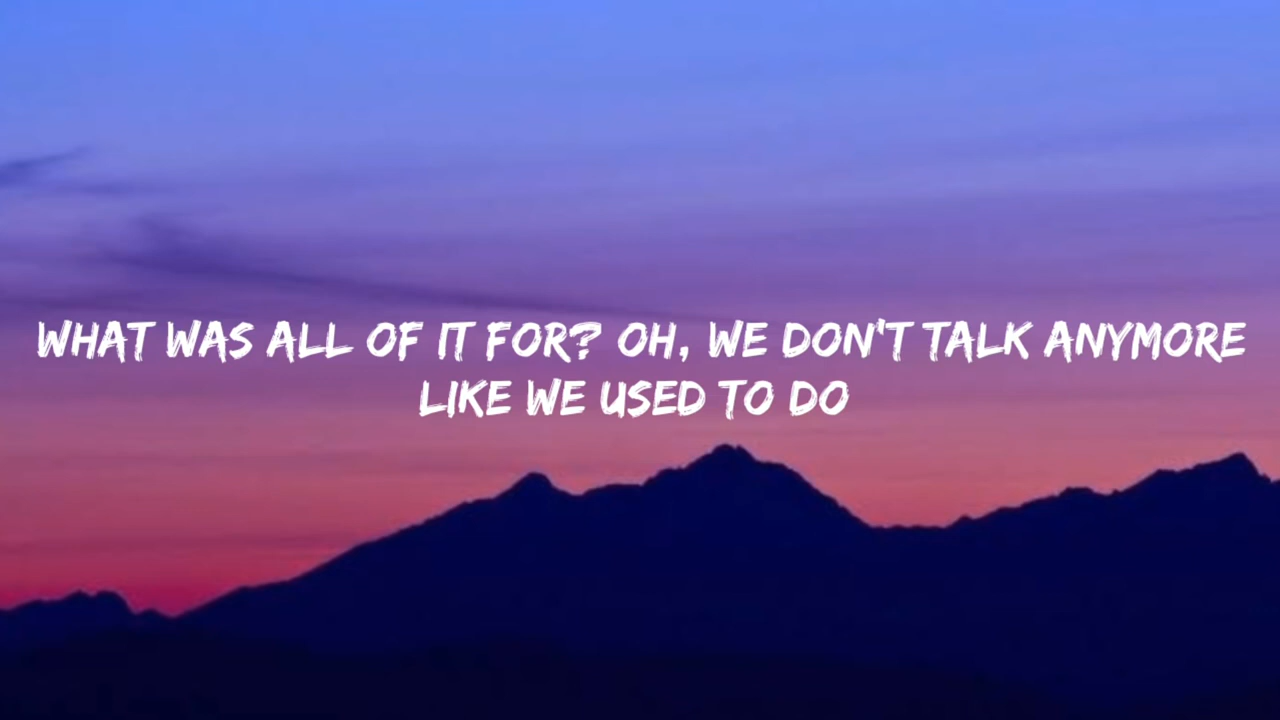 WHAT WAS ALL OF IT FOR? OH, WE DON'T TALK ANYMORE
LIKE WE USED TO DO